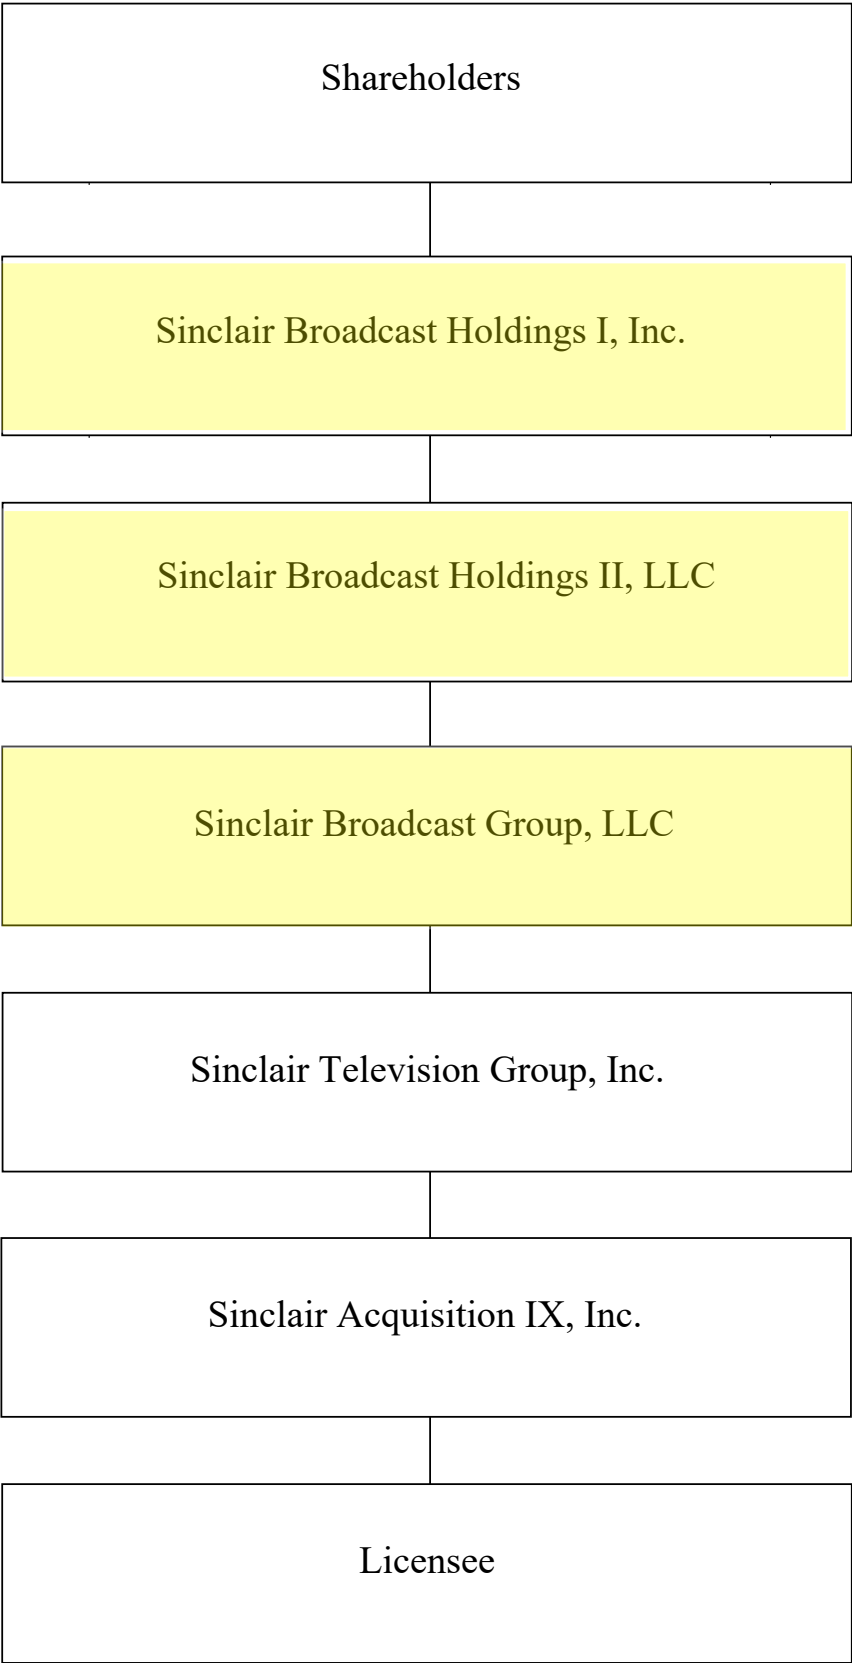 Shareholders
Sinclair Broadcast Holdings I, Inc.
Sinclair Broadcast Holdings II, LLC
Sinclair Broadcast Group, LLC
Sinclair Television Group, Inc.
Sinclair Acquisition IX, Inc.
Licensee